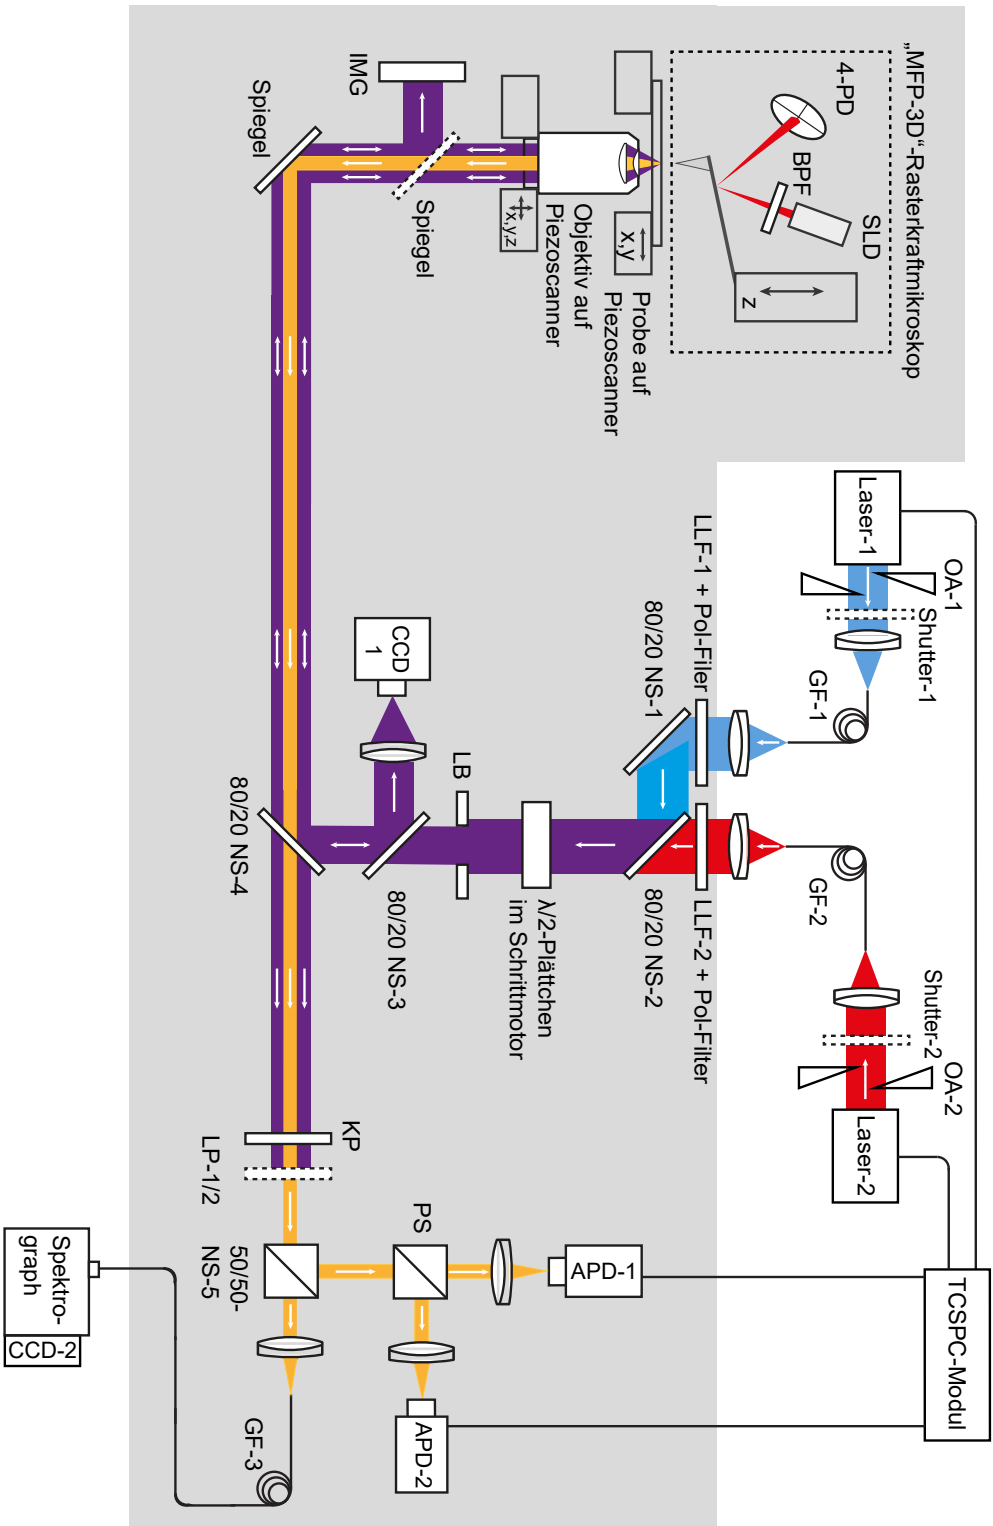 „MFP-3D“-Rasterkraftmikroskop
4-PD
BPF
SLD
z
Probe auf
Piezoscanner
x,y
Objektiv auf
Piezoscanner
x,y,z
IMG
Spiegel
Spiegel
Laser-1
OA-1
Shutter-1
GF-1
LLF-1 + Pol-Filer
80/20 NS-1
GF-2
Shutter-2
OA-2
Laser-2
LLF-2 + Pol-Filter
80/20 NS-2
λ/2-Plättchen
im Schrittmotor
LB
CCD
1
80/20 NS-3
80/20 NS-4
KP
LP-1/2
PS
50/50-
NS-5
APD-1
APD-2
TCSPC-Modul
GF-3
Spektro-
graph
CCD-2